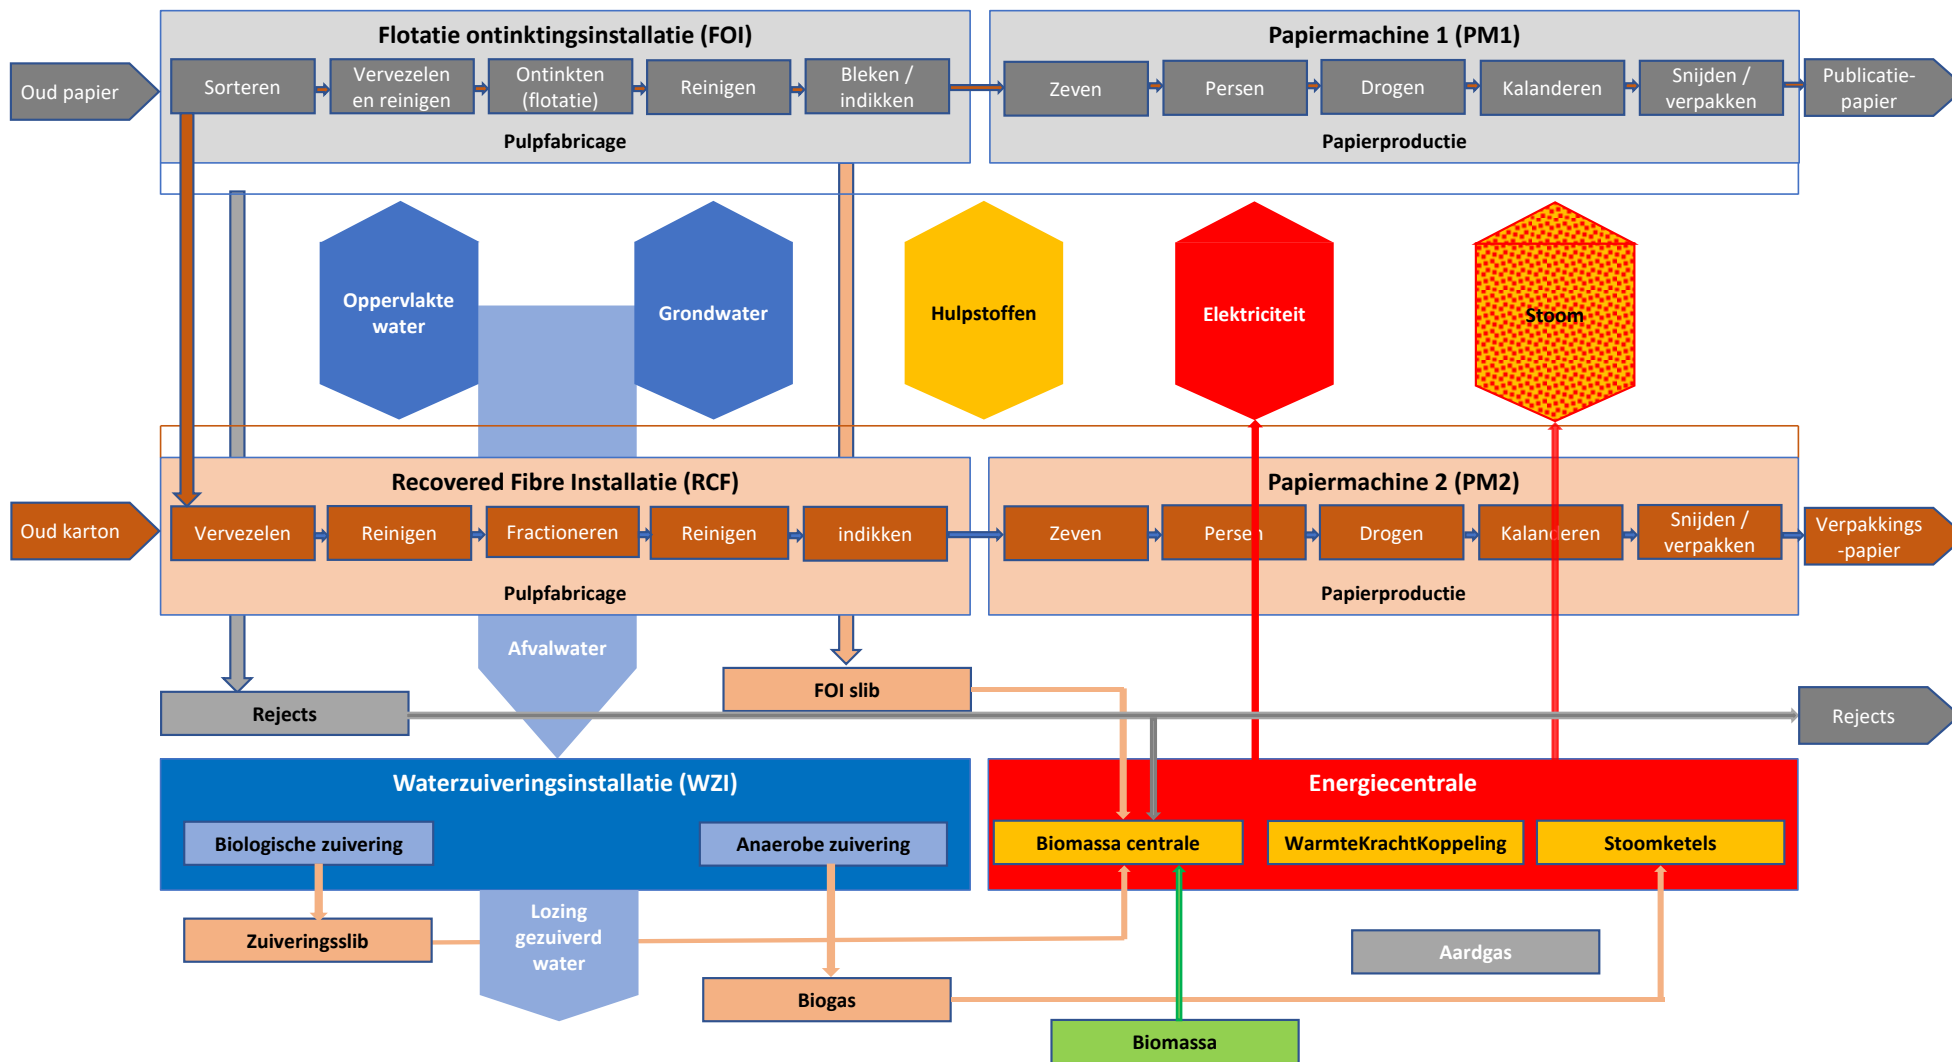 Flotatie ontinktingsinstallatie (FOI)
Papiermachine 1 (PM1)
Oud papier
Sorteren
Vervezelen
en reinigen
Ontinkten
(flotatie)
Reinigen
Bleken /
indikken
Zeven
Persen
Drogen
Kalanderen
Snijden /
verpakken
Publicatie-
papier
Pulpfabricage
Papierproductie
Oppervlakte
water
Grondwater
Hulpstoffen
Elektriciteit
Stoom
Recovered Fibre Installatie (RCF)
Papiermachine 2 (PM2)
Oud karton
Vervezelen
Reinigen
Fractioneren
Reinigen
indikken
Zeven
Persen
Drogen
Kalanderen
Snijden /
verpakken
Verpakkings
-papier
Pulpfabricage
Papierproductie
Afvalwater
FOI slib
Rejects
Rejects
Waterzuiveringsinstallatie (WZI)
Energiecentrale
Biologische zuivering
Anaerobe zuivering
Biomassa centrale
WarmteKrachtKoppeling
Stoomketels
Zuiveringsslib
Lozing
gezuiverd
water
Aardgas
Biogas
Biomassa